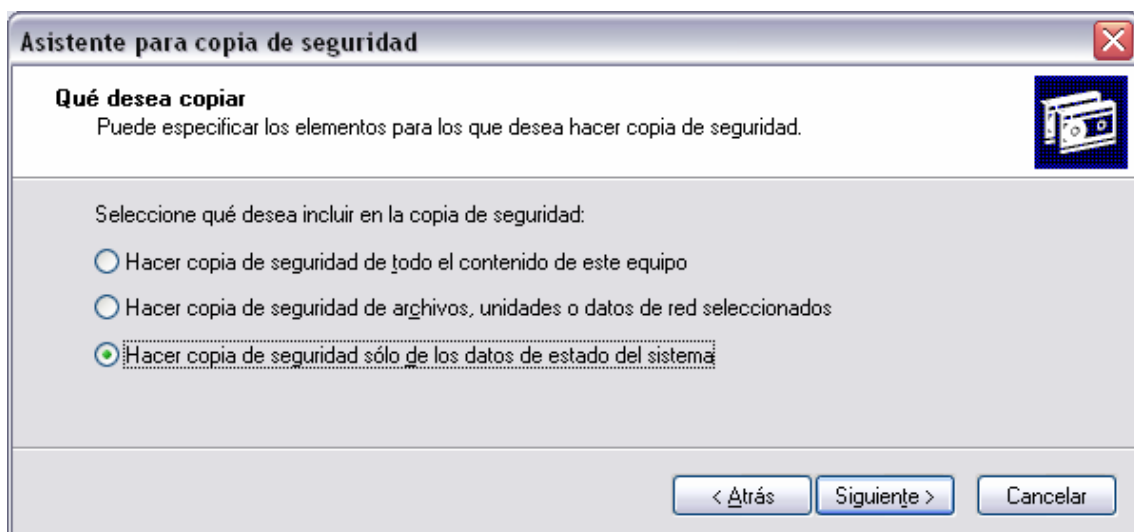 Asistente para copia de seguridad
Qué desea copiar
Puede especificar los elementos para los que desea hacer copia de seguridad.
Seleccione qué desea incluir en la copia de seguridad:
Hacer copia de seguridad de todo el contenido de este equipo
Hacer copia de seguridad de archivos, unidades o datos de red seleccionados
Hacer copia de seguridad sólo de los datos de estado del sistema
< Atrás
Siguiente >
Cancelar